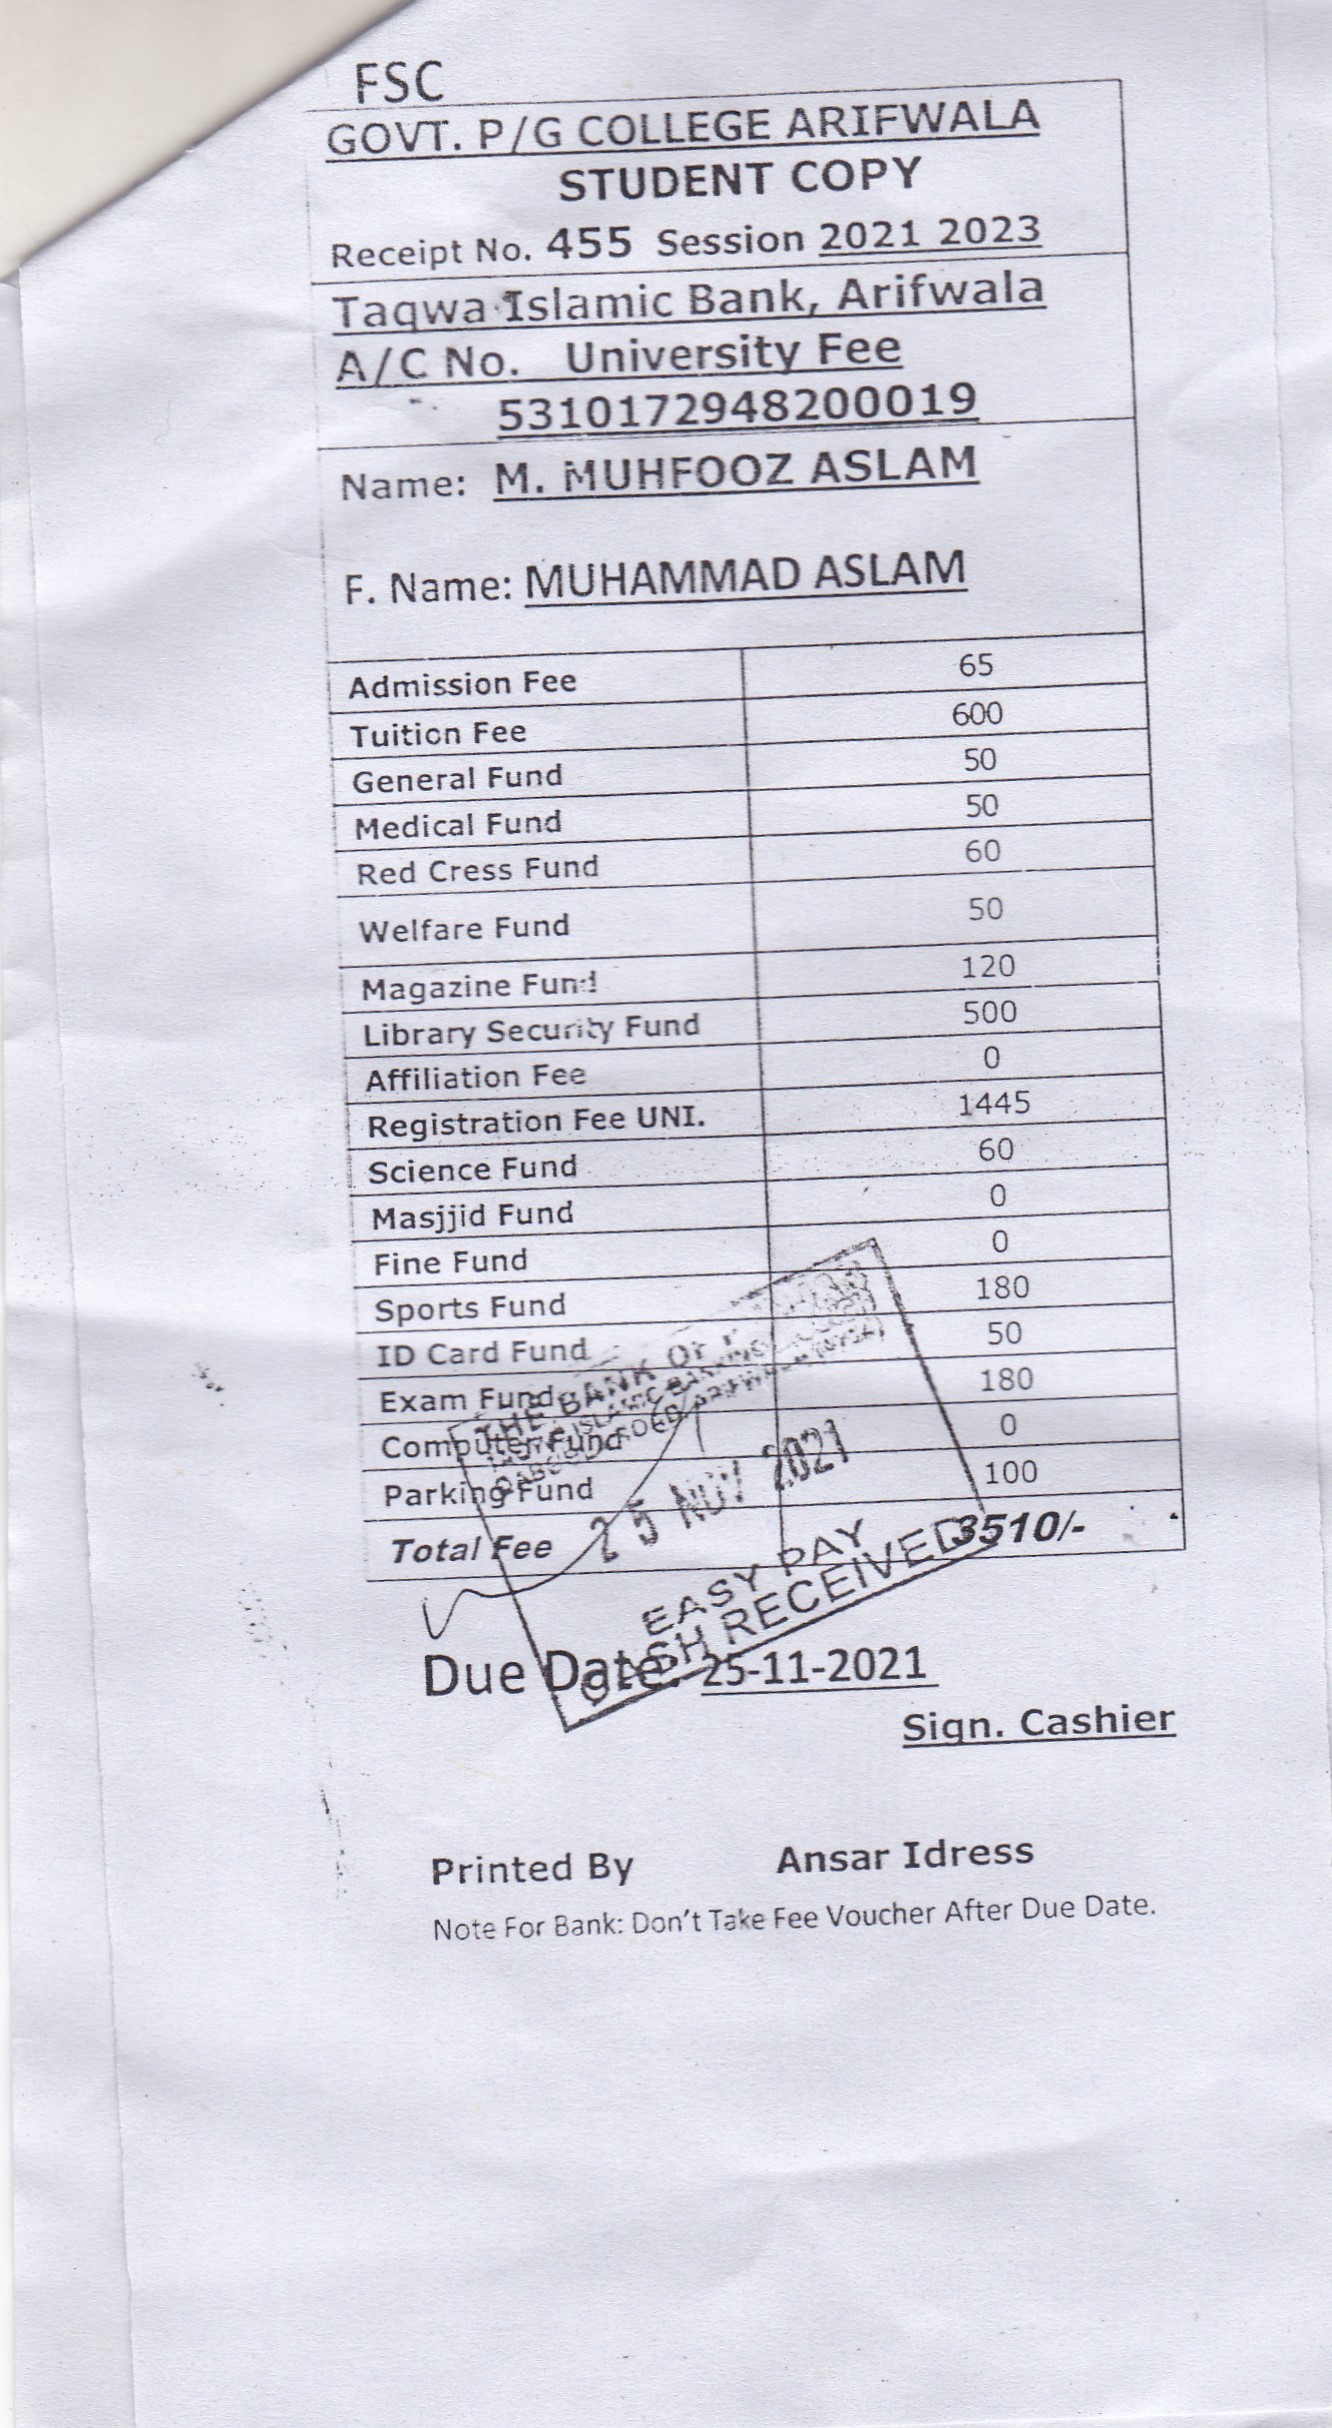 FSC
GOVT. P/G COLLEGE ARIFWALA
STUDENT COPY
Receipt No. 455 Session 2021 2023
Taqwa Islamic Bank, Arifwala
A/C No. University Fee
5310172948200019
Name: M. MUHFOOZ ASLAM
F. Name: MUHAMMAD ASLAM
Admission Fee 65
Tuition Fee 600
General Fund 50
Medical Fund 50
Red Cress Fund 60
Welfare Fund 50
Magazine Fund 120
Library Security Fund 500
Affiliation Fee 0
Registration Fee UNI. 1445
Science Fund 60
Masjjid Fund 0
Fine Fund 0
Sports Fund 180
ID Card Fund 50
Exam Fund 180
Computer Fund 0
Parking Fund 100
Total Fee 3510/-
THE BANK OF
ISLAMIC BANKING
ROAD, ARIFWALA
25 NOV 2021
EASY PAY
CASH RECEIVED
Due Date: 25-11-2021
Sign. Cashier
Printed By Ansar Idress
Note For Bank: Don't Take Fee Voucher After Due Date.